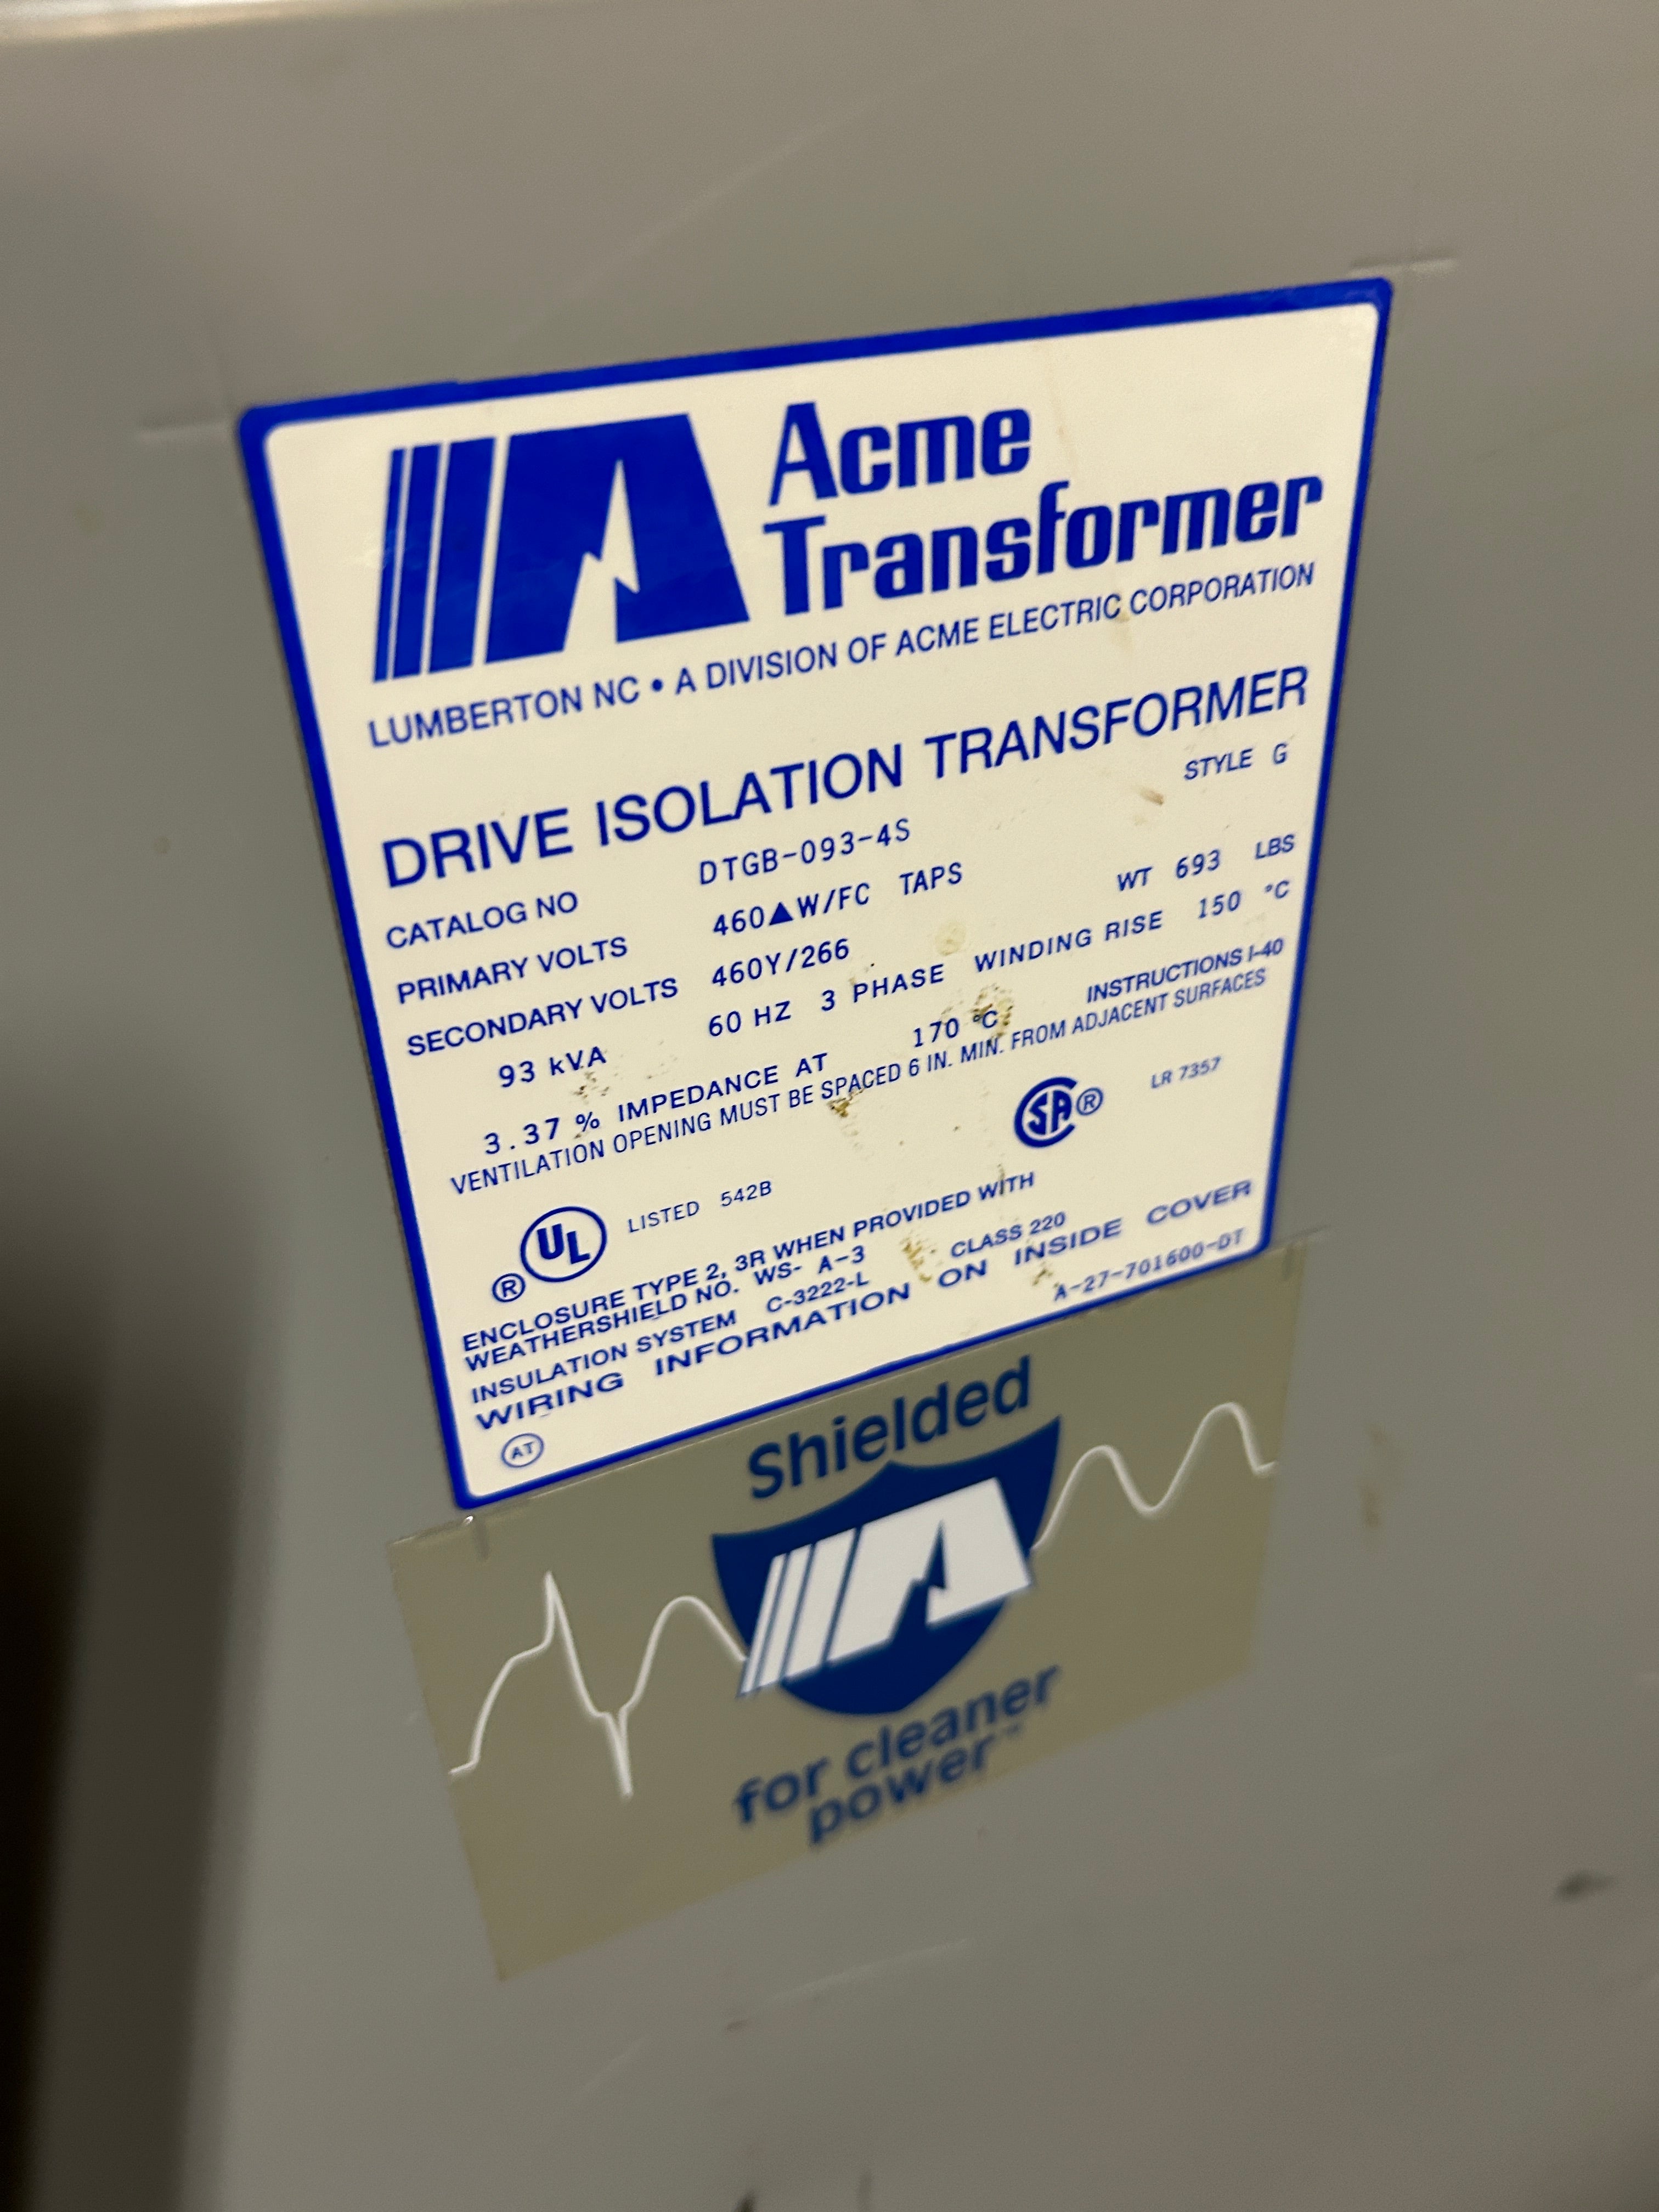 Acme
Transformer
LUMBERTON NC • A DIVISION OF ACME ELECTRIC CORPORATION
DRIVE ISOLATION TRANSFORMER
STYLE G
CATALOG NO DTGB-093-4S
PRIMARY VOLTS 460▲W/FC TAPS WT 693 LBS
SECONDARY VOLTS 460Y/266
93 kVA 60 HZ 3 PHASE WINDING RISE 150 °C
3.37 % IMPEDANCE AT 170 °C INSTRUCTIONS I-40
VENTILATION OPENING MUST BE SPACED 6 IN. MIN. FROM ADJACENT SURFACES
UL ® LISTED 542B SA ® LR 7357
ENCLOSURE TYPE 2, 3R WHEN PROVIDED WITH
WEATHERSHIELD NO. WS- A-3
INSULATION SYSTEM C-3222-L CLASS 220
WIRING INFORMATION ON INSIDE COVER
AT A-27-701600-DT
Shielded
for cleaner
power™